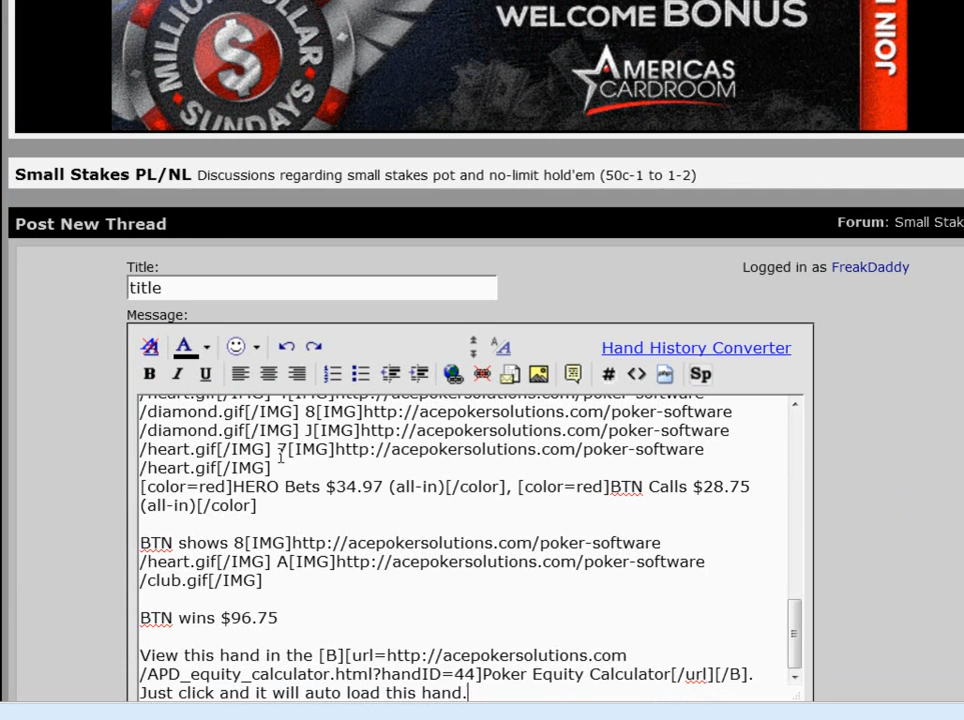 MILLION DOLLAR
SUNDAYS
$
WELCOME BONUS
AMERICAS
CARDROOM
JOIN N
Small Stakes PL/NL Discussions regarding small stakes pot and no-limit hold'em (50c-1 to 1-2)
Post New Thread
Forum: Small Stak
Title:
Logged in as FreakDaddy
title
Message:
Hand History Converter
/diamond.gif[/IMG] 8[IMG]http://acepokersolutions.com/poker-software
/diamond.gif[/IMG] J[IMG]http://acepokersolutions.com/poker-software
/heart.gif[/IMG] 7[IMG]http://acepokersolutions.com/poker-software
/heart.gif[/IMG]
[color=red]HERO Bets $34.97 (all-in)[/color], [color=red]BTN Calls $28.75
(all-in)[/color]
BTN shows 8[IMG]http://acepokersolutions.com/poker-software
/heart.gif[/IMG] A[IMG]http://acepokersolutions.com/poker-software
/club.gif[/IMG]
BTN wins $96.75
View this hand in the [B][url=http://acepokersolutions.com
/APD_equity_calculator.html?handID=44]Poker Equity Calculator[/url][/B].
Just click and it will auto load this hand.